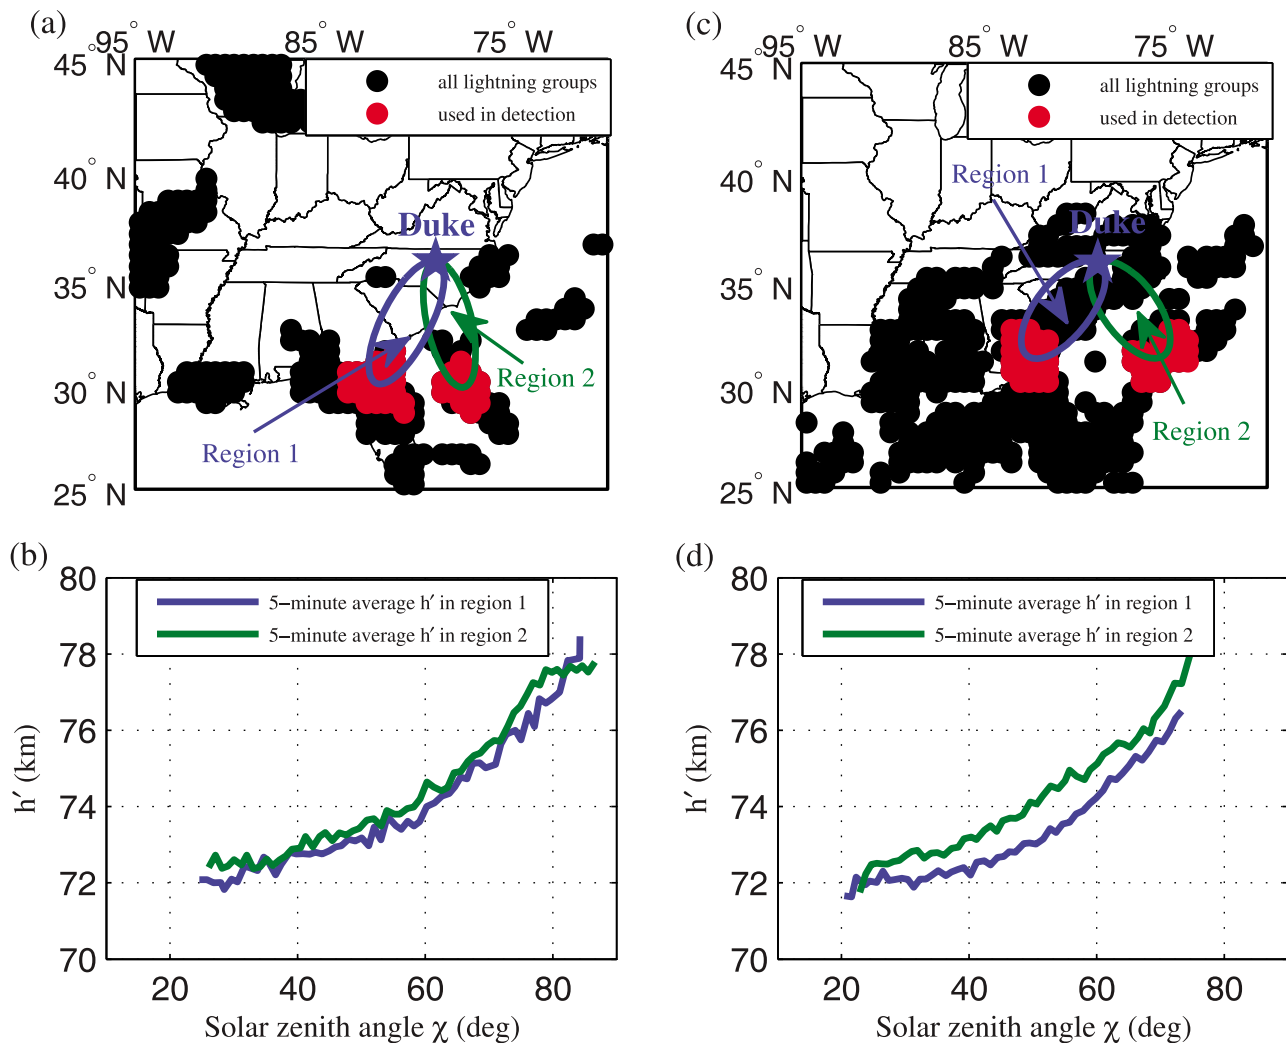 (a)
95° W
85° W
75° W
45° N
40° N
35° N
30° N
25° N
all lightning groups
used in detection
Duke
Region 2
Region 1
(c)
95° W
85° W
75° W
45° N
40° N
35° N
30° N
25° N
all lightning groups
used in detection
Region 1
Duke
Region 2
(b)
80
78
76
74
72
70
h′ (km)
5−minute average h′ in region 1
5−minute average h′ in region 2
20
40
60
80
Solar zenith angle χ (deg)
(d)
80
78
76
74
72
70
h′ (km)
5−minute average h′ in region 1
5−minute average h′ in region 2
20
40
60
80
Solar zenith angle χ (deg)